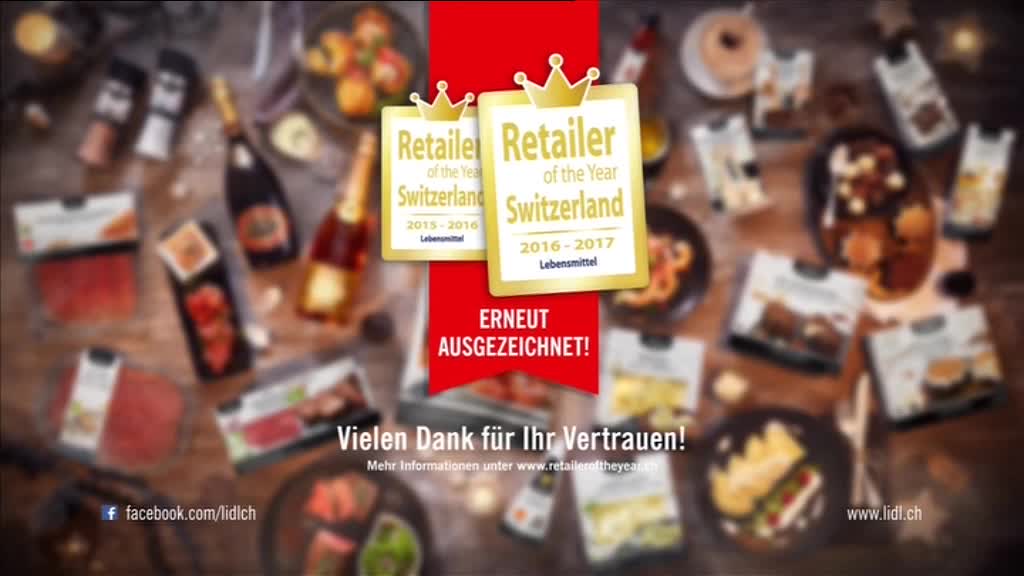 Retailer
of the Year
Switzerland
2015 - 2016
Lebensmittel
Retailer
of the Year
Switzerland
2016 - 2017
Lebensmittel
ERNEUT
AUSGEZEICHNET!
Vielen Dank für Ihr Vertrauen!
Mehr Informationen unter www.retaileroftheyear.ch
facebook.com/lidlch
www.lidl.ch